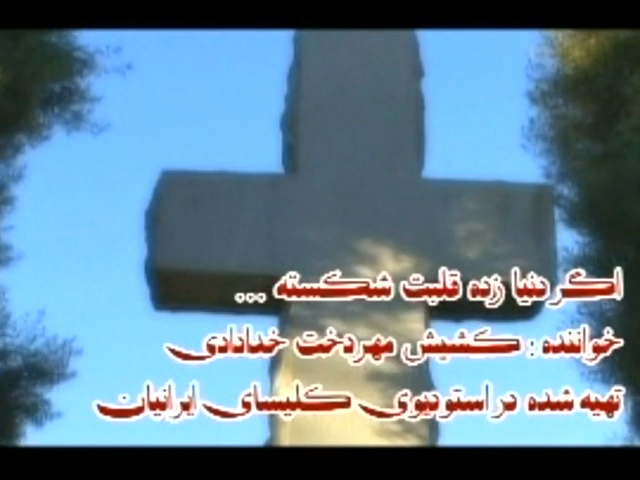 اگر دنیا زده قلبت شکسته ...
خواننده : کشیش مهردخت خدادادی
تهیه شده در استودیوی کلیسای ایرانیان